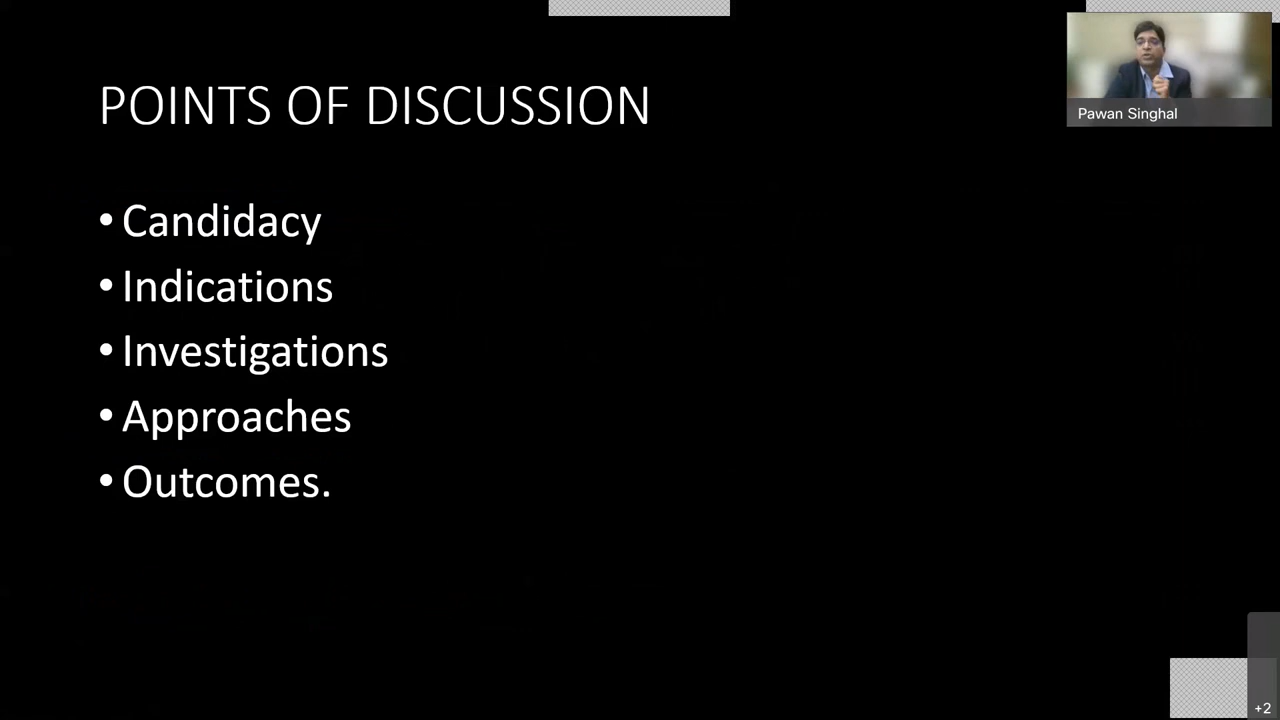 POINTS OF DISCUSSION
Pawan Singhal
• Candidacy
• Indications
• Investigations
• Approaches
• Outcomes.
+2